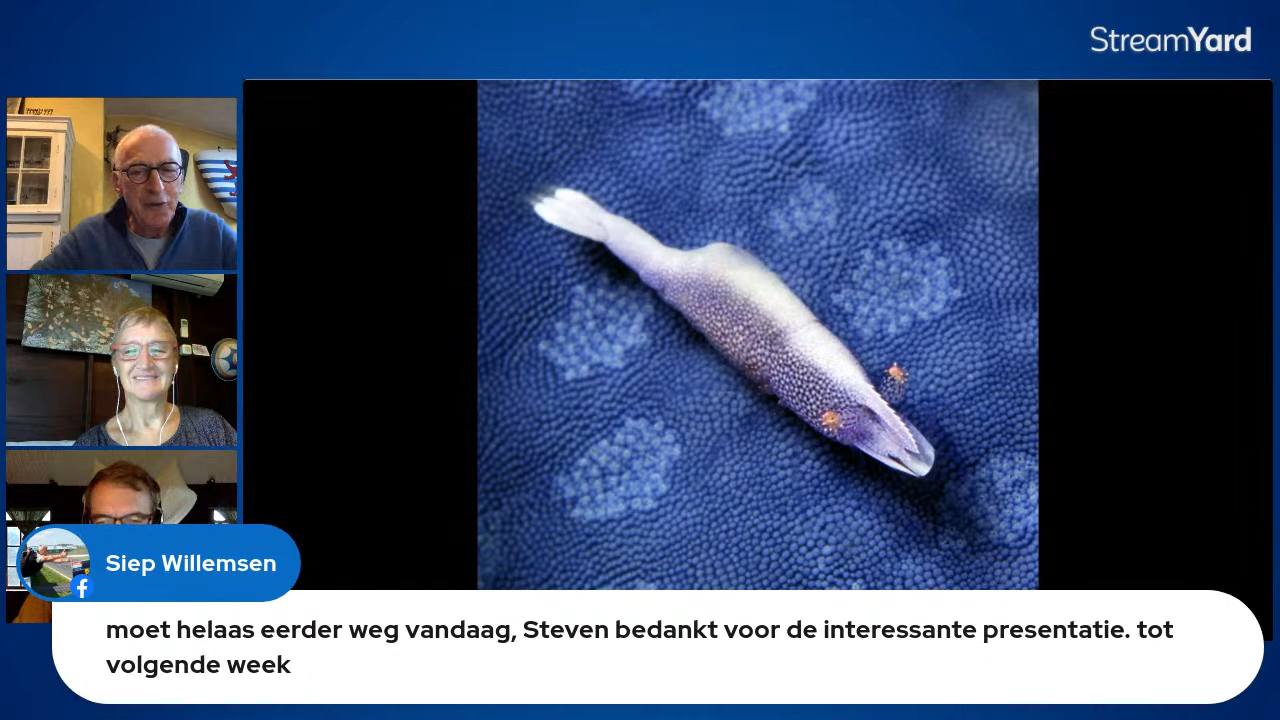 StreamYard
Siep Willemsen
moet helaas eerder weg vandaag, Steven bedankt voor de interessante presentatie. tot
volgende week